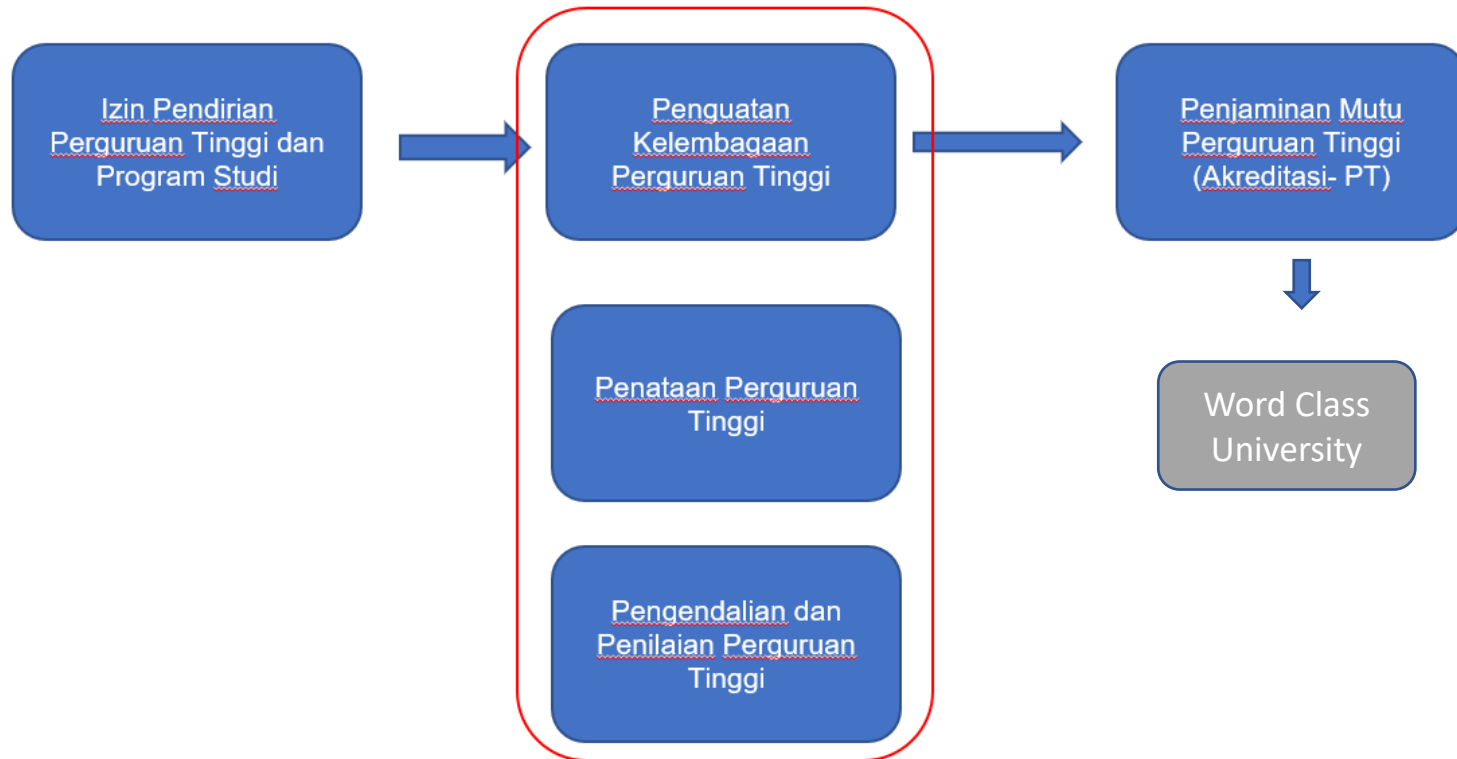 Izin Pendirian
Perguruan Tinggi dan
Program Studi
Penguatan
Kelembagaan
Perguruan Tinggi
Penjaminan Mutu
Perguruan Tinggi
(Akreditasi- PT)
Penataan Perguruan
Tinggi
Word Class
University
Pengendalian dan
Penilaian Perguruan
Tinggi